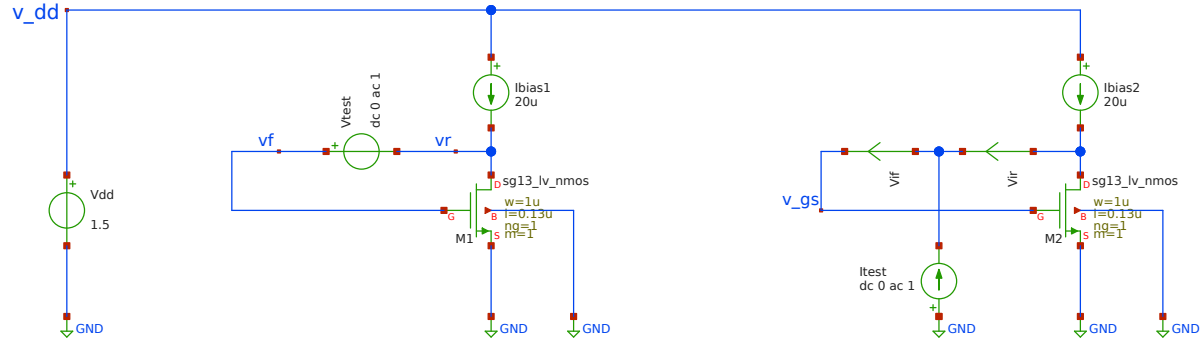 v_dd
Vdd
1.5
GND
vf
+
Vtest
dc 0 ac 1
vr
Ibias1
20u
sg13_lv_nmos
D
G
B
S
w=1u
l=0.13u
ng=1
m=1
M1
GND
GND
v_gs
Vif
Vir
Itest
dc 0 ac 1
+
GND
Ibias2
20u
sg13_lv_nmos
D
G
B
S
w=1u
l=0.13u
ng=1
m=1
M2
GND
GND